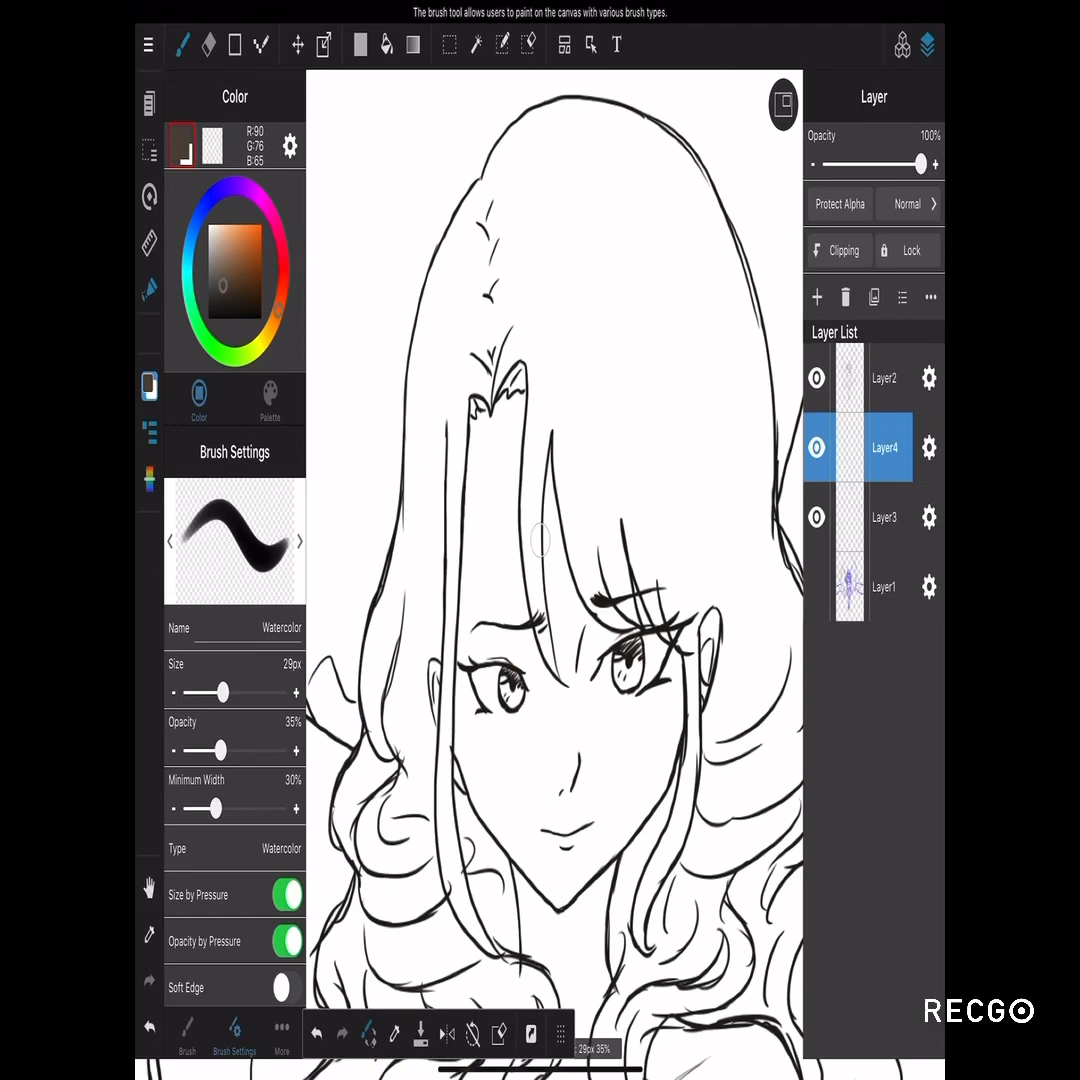 The brush tool allows users to paint on the canvas with various brush types.
T
Color
R:90
G:76
B:65
Color
Palette
Brush Settings
Name Watercolor
Size 29px
- +
Opacity 35%
- +
Minimum Width 30%
- +
Type Watercolor
Size by Pressure
Opacity by Pressure
Soft Edge
Brush
Brush Settings
More
: 29px 35%
Layer
Opacity 100%
- +
Protect Alpha
Normal
Clipping
Lock
Layer List
Layer2
Layer4
Layer3
Layer1
RECGO